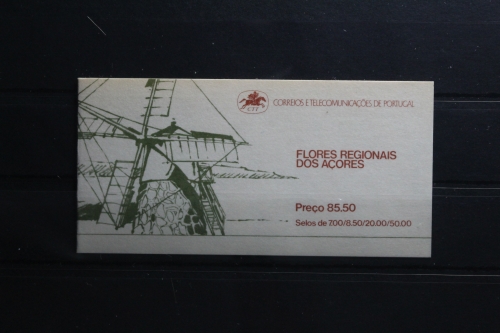 CTT
CORREIOS E TELECOMUNICAÇÕES DE PORTUGAL
FLORES REGIONAIS
DOS AÇORES
Preço 85.50
Selos de 7.00/8.50/20.00/50.00